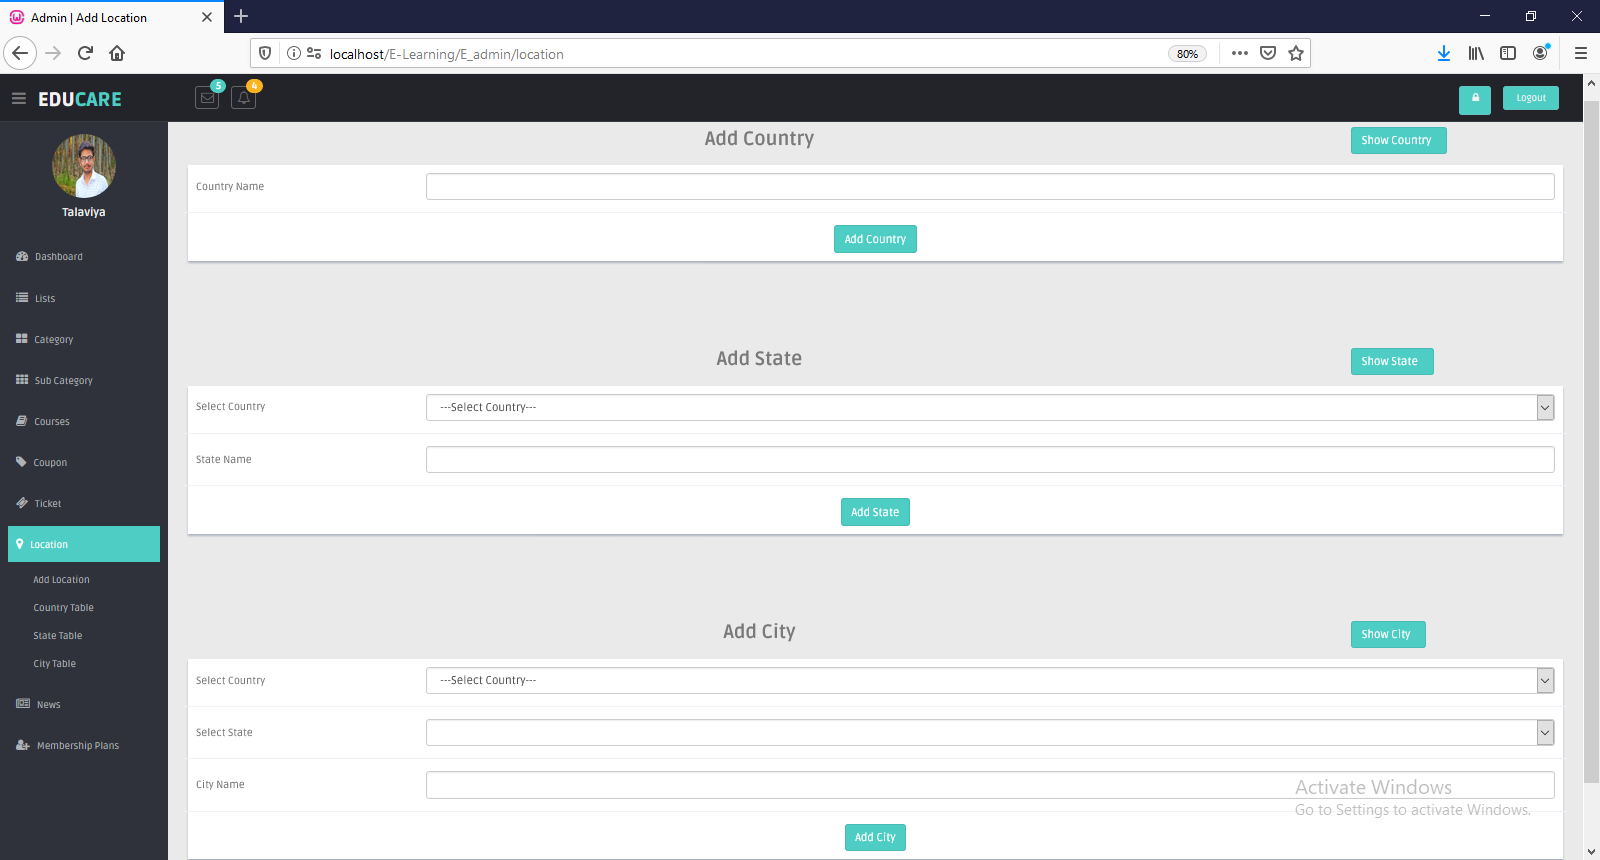 Admin | Add Location
localhost/E-Learning/E_admin/location
80%
EDUCARE
5
4
Logout
Talaviya
Dashboard
Lists
Category
Sub Category
Courses
Coupon
Ticket
Location
Add Location
Country Table
State Table
City Table
News
Membership Plans
Add Country
Show Country
Country Name
Add Country
Add State
Show State
Select Country
---Select Country---
State Name
Add State
Add City
Show City
Select Country
---Select Country---
Select State
City Name
Add City
Activate Windows
Go to Settings to activate Windows.